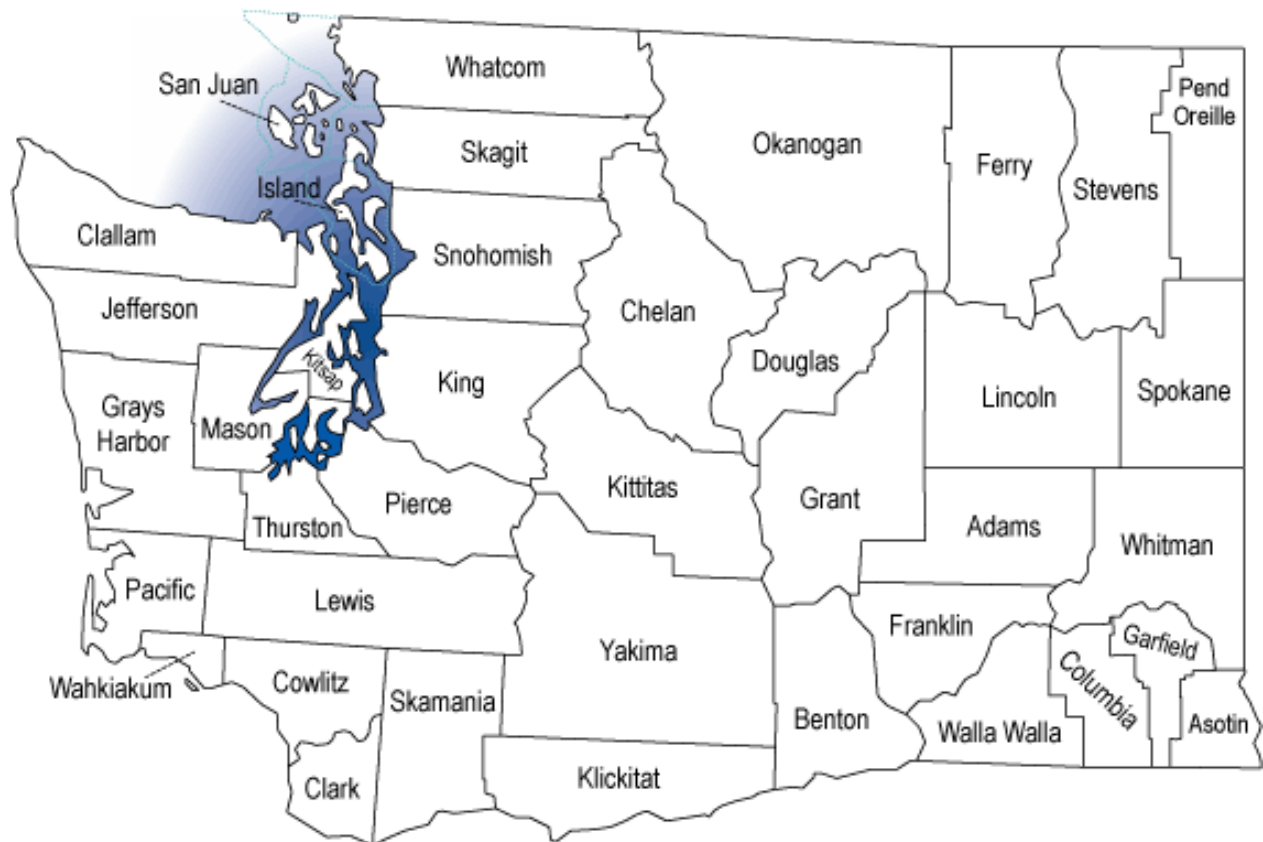 Whatcom
San Juan
Pend
Oreille
Skagit
Okanogan
Ferry
Stevens
Island
Clallam
Snohomish
Jefferson
Chelan
Kitsap
Douglas
King
Lincoln
Spokane
Grays
Harbor
Mason
Kittitas
Grant
Pierce
Thurston
Adams
Whitman
Pacific
Lewis
Franklin
Yakima
Garfield
Wahkiakum
Cowlitz
Skamania
Columbia
Benton
Walla Walla
Asotin
Clark
Klickitat